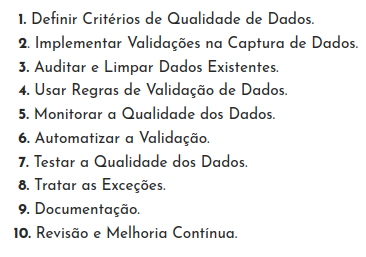 1. Definir Critérios de Qualidade de Dados.
2. Implementar Validações na Captura de Dados.
3. Auditar e Limpar Dados Existentes.
4. Usar Regras de Validação de Dados.
5. Monitorar a Qualidade dos Dados.
6. Automatizar a Validação.
7. Testar a Qualidade dos Dados.
8. Tratar as Exceções.
9. Documentação.
10. Revisão e Melhoria Contínua.